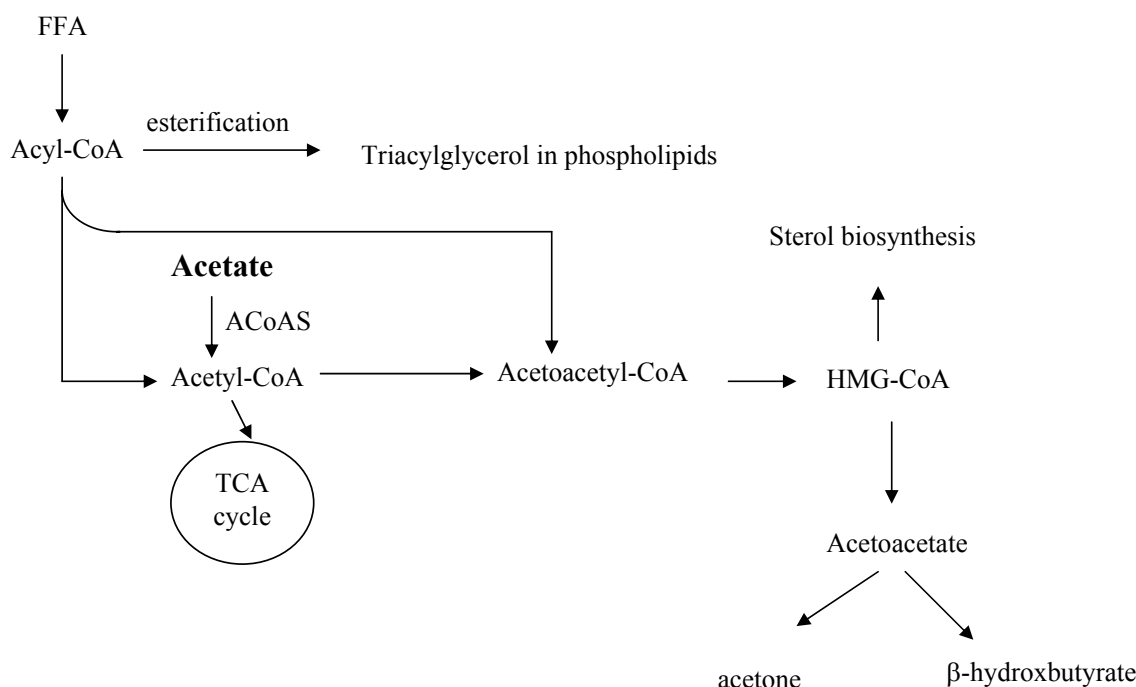 FFA
esterification
Acyl-CoA
Triacylglycerol in phospholipids
Sterol biosynthesis
Acetate
ACoAS
Acetyl-CoA
Acetoacetyl-CoA
HMG-CoA
TCA
cycle
Acetoacetate
acetone
β-hydroxbutyrate